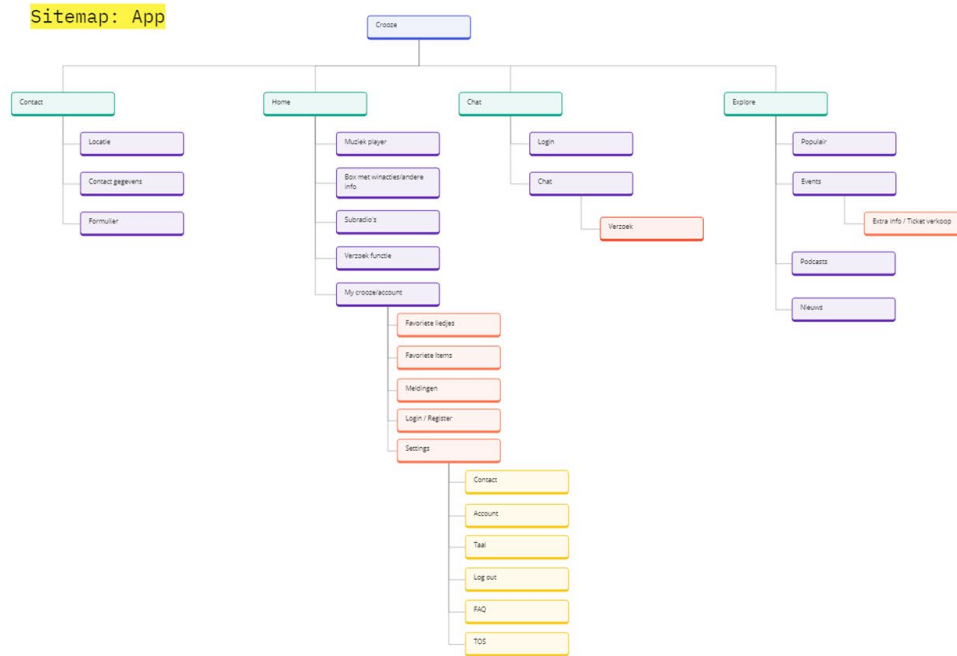 Sitemap: App
Crooze
Contact
Home
Chat
Explore
Locatie
Contact gegevens
Formulier
Muziek player
Box met winacties/andere
info
Subradio's
Verzoek functie
My crooze/account
Favoriete liedjes
Favoriete Items
Meldingen
Login / Register
Settings
Contact
Account
Taal
Log out
FAQ
TOS
Login
Chat
Verzoek
Populair
Events
Extra info / Ticket verkoop
Podcasts
Nieuws